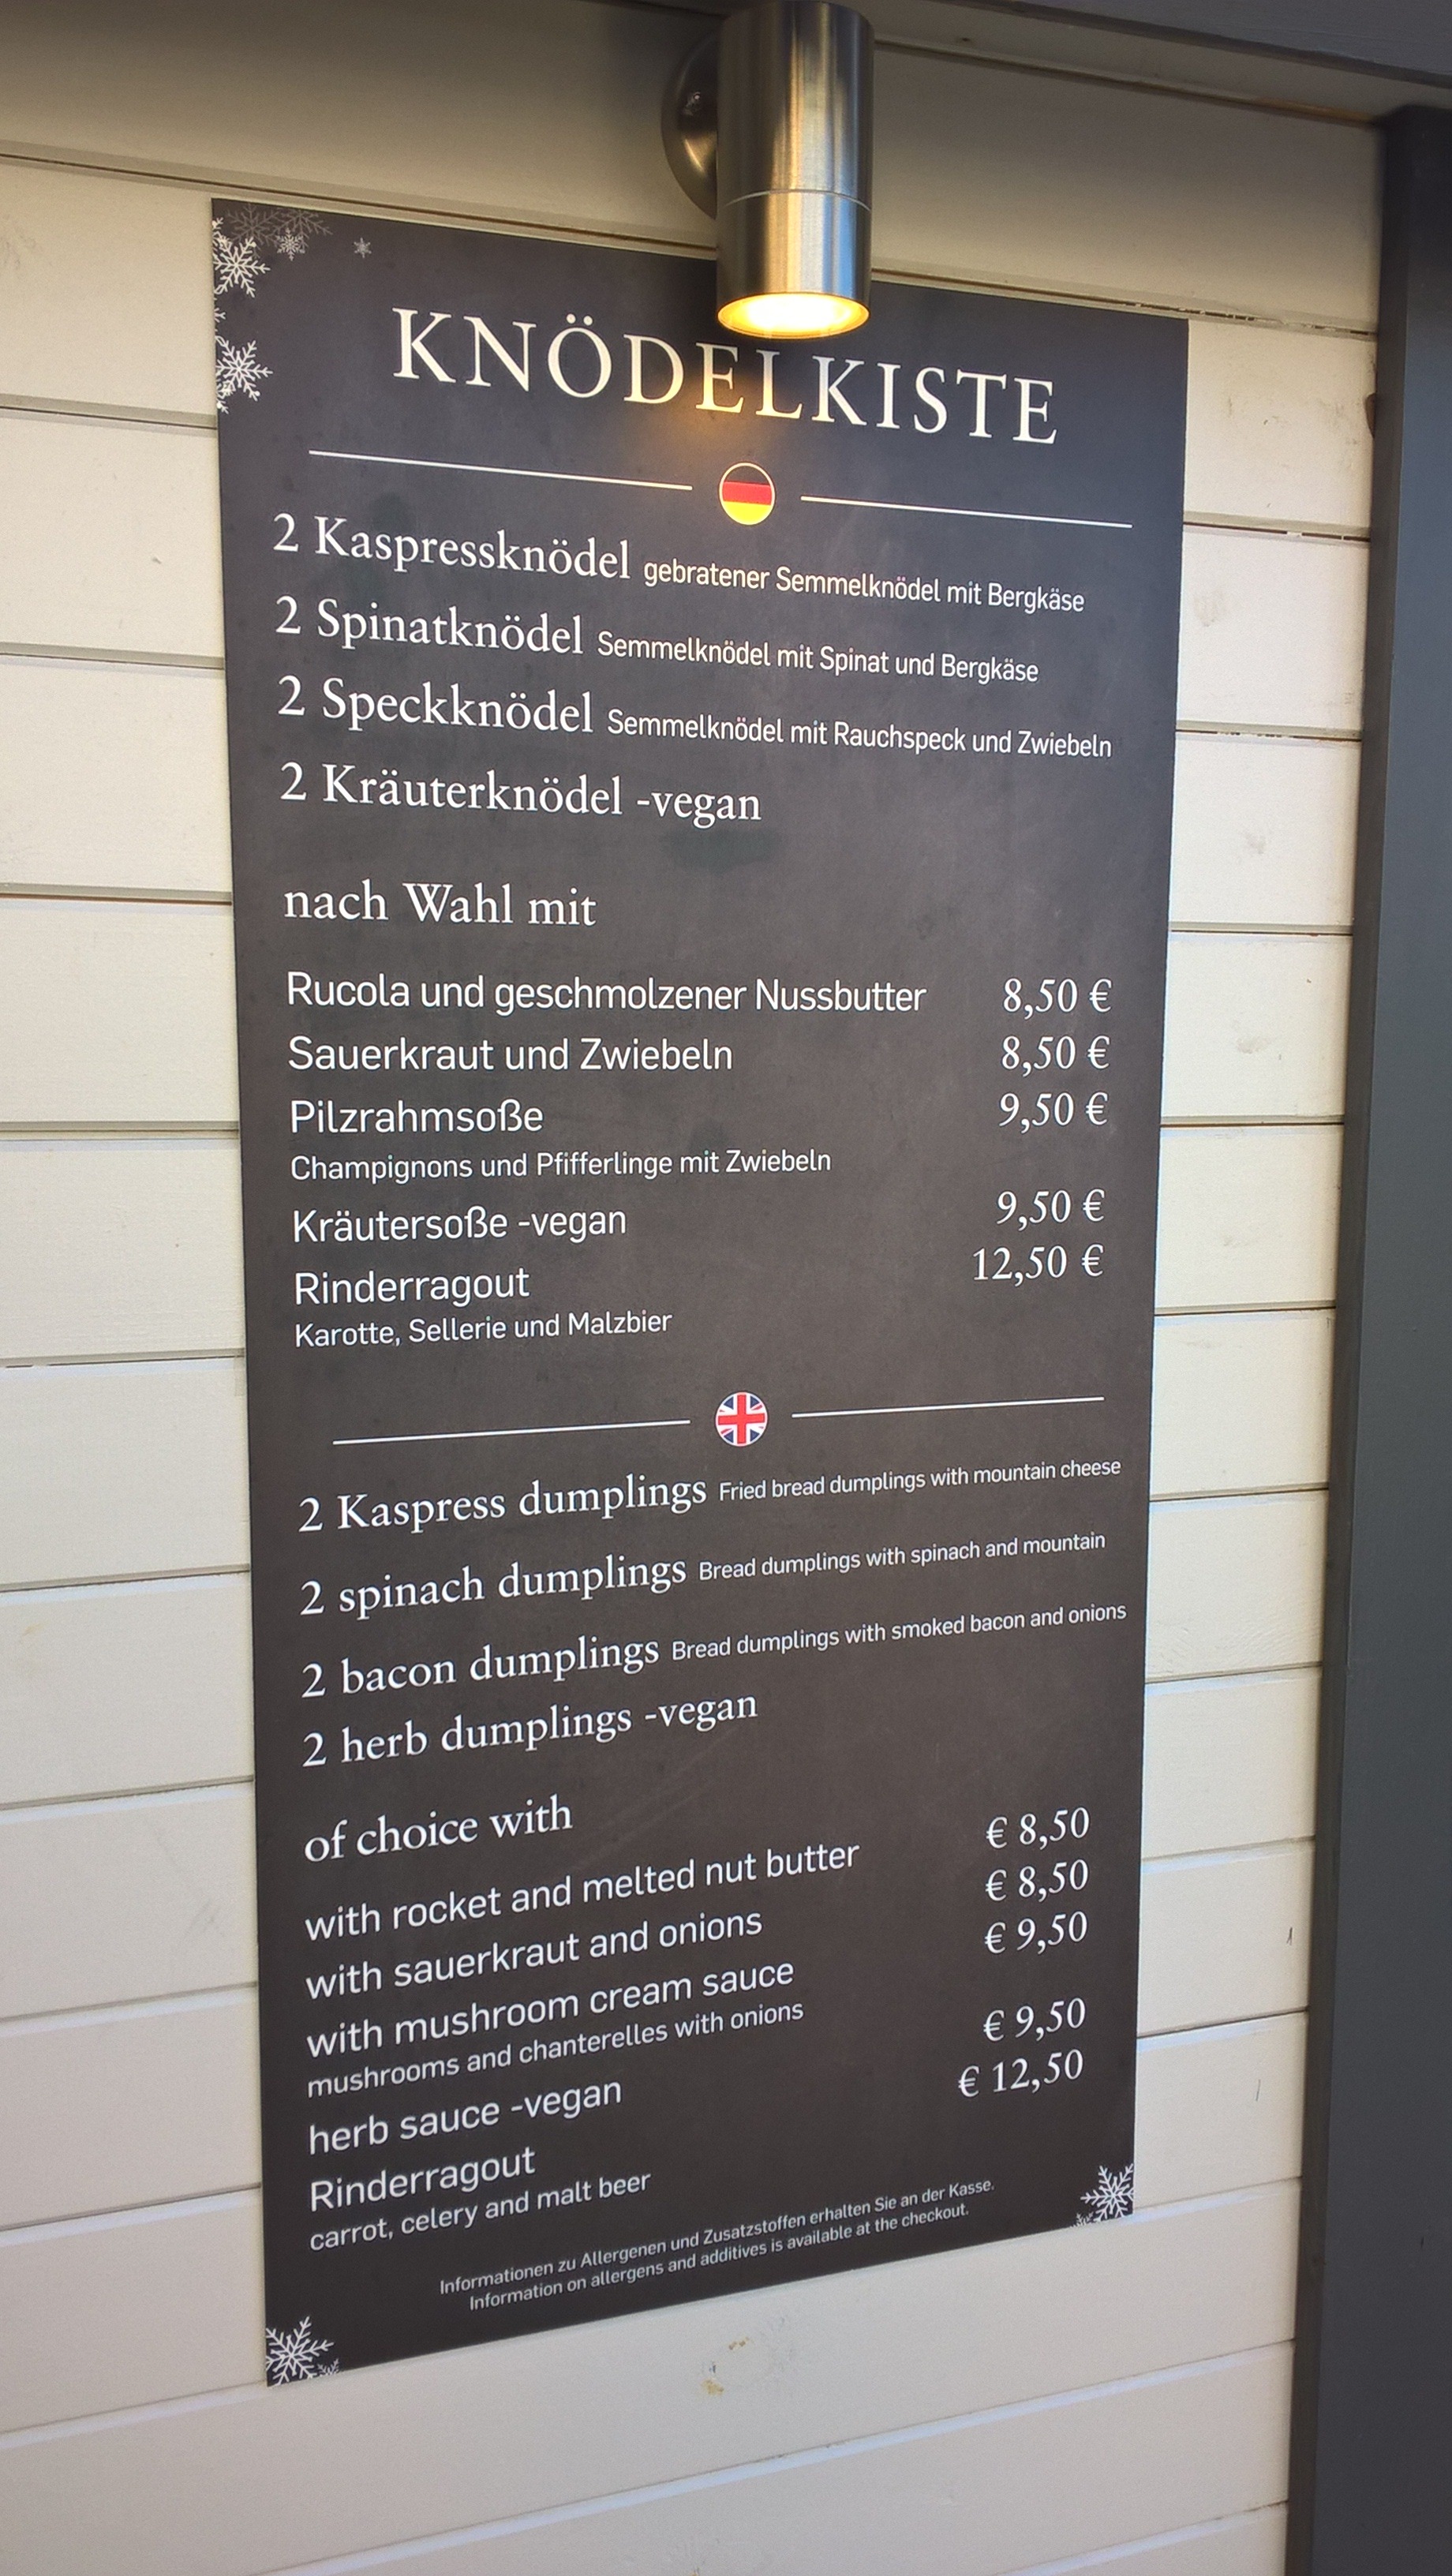 KNÖDELKISTE
2 Kaspressknödel gebratener Semmelknödel mit Bergkäse
2 Spinatknödel Semmelknödel mit Spinat und Bergkäse
2 Speckknödel Semmelknödel mit Rauchspeck und Zwiebeln
2 Kräuterknödel -vegan
nach Wahl mit
Rucola und geschmolzener Nussbutter 8,50 €
Sauerkraut und Zwiebeln 8,50 €
Pilzrahmsoße 9,50 €
Champignons und Pfifferlinge mit Zwiebeln
Kräutersoße -vegan 9,50 €
Rinderragout 12,50 €
Karotte, Sellerie und Malzbier
2 Kaspress dumplings Fried bread dumplings with mountain cheese
2 spinach dumplings Bread dumplings with spinach and mountain
2 bacon dumplings Bread dumplings with smoked bacon and onions
2 herb dumplings -vegan
of choice with
with rocket and melted nut butter € 8,50
with sauerkraut and onions € 8,50
with mushroom cream sauce € 9,50
mushrooms and chanterelles with onions
herb sauce -vegan € 9,50
Rinderragout € 12,50
carrot, celery and malt beer
Informationen zu Allergenen und Zusatzstoffen erhalten Sie an der Kasse.
Information on allergens and additives is available at the checkout.